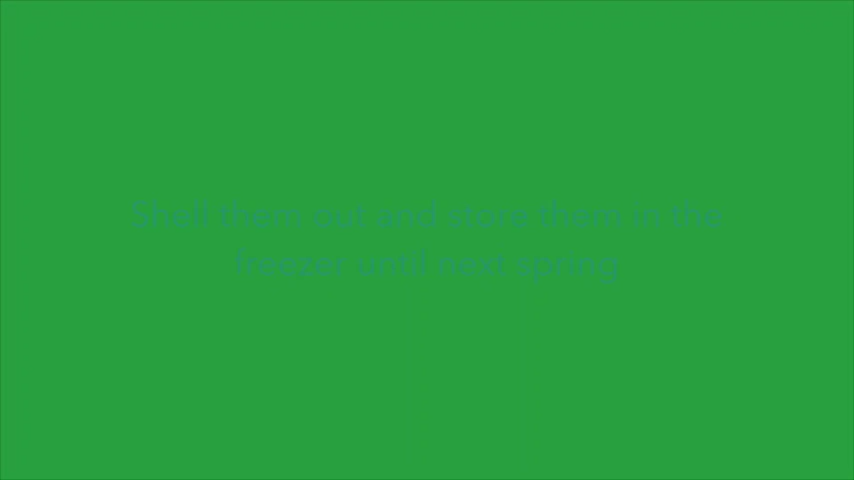 Shell them out and store them in the
freezer until next spring